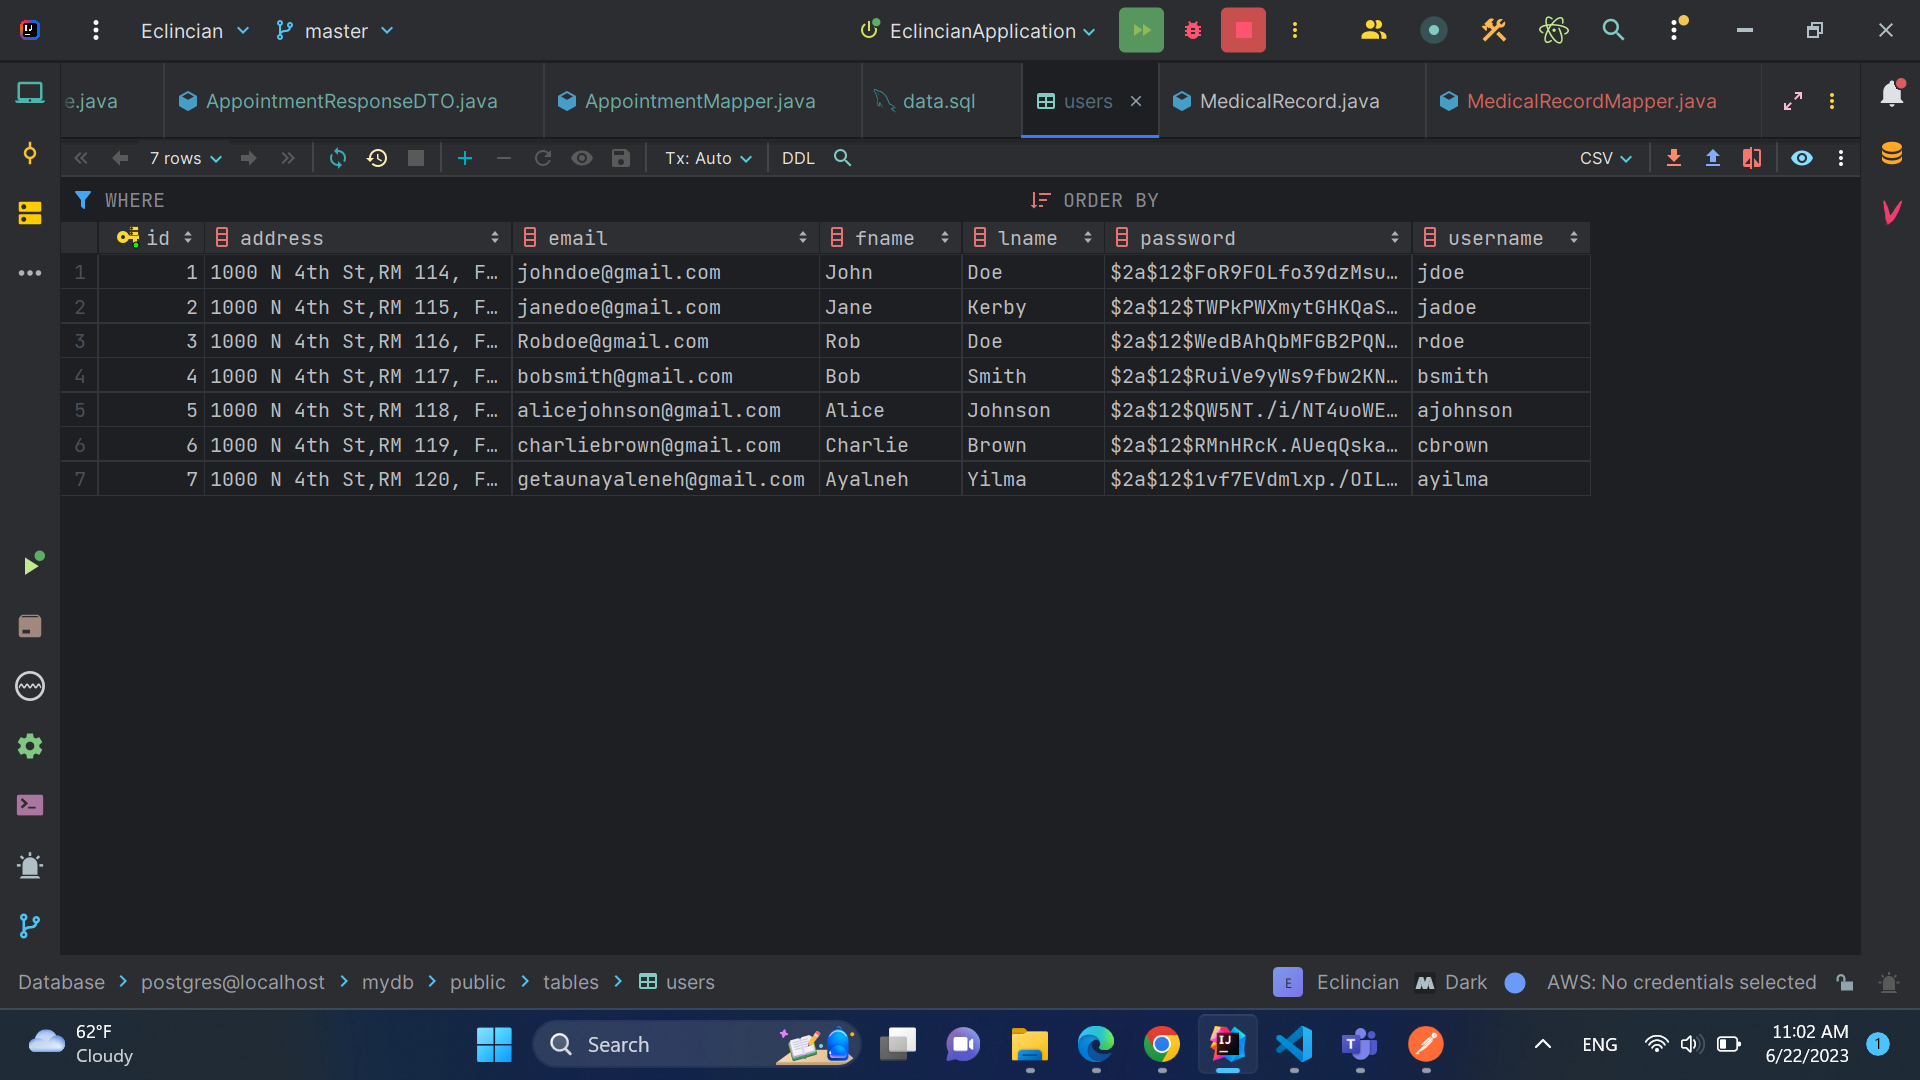 Eclincian master EclincianApplication
e.java AppointmentResponseDTO.java AppointmentMapper.java data.sql users MedicalRecord.java MedicalRecordMapper.java
7 rows Tx: Auto DDL CSV
WHERE ORDER BY
id address email fname lname password username
1 1 1000 N 4th St,RM 114, F… johndoe@gmail.com John Doe $2a$12$FoR9FOLfo39dzMsu… jdoe
2 2 1000 N 4th St,RM 115, F… janedoe@gmail.com Jane Kerby $2a$12$TWPkPWXmytGHKQaS… jadoe
3 3 1000 N 4th St,RM 116, F… Robdoe@gmail.com Rob Doe $2a$12$WedBAhQbMFGB2PQN… rdoe
4 4 1000 N 4th St,RM 117, F… bobsmith@gmail.com Bob Smith $2a$12$RuiVe9yWs9fbw2KN… bsmith
5 5 1000 N 4th St,RM 118, F… alicejohnson@gmail.com Alice Johnson $2a$12$QW5NT./i/NT4uoWE… ajohnson
6 6 1000 N 4th St,RM 119, F… charliebrown@gmail.com Charlie Brown $2a$12$RMnHRcK.AUeqQska… cbrown
7 7 1000 N 4th St,RM 120, F… getaunayaleneh@gmail.com Ayalneh Yilma $2a$12$1vf7EVdmlxp./OIL… ayilma
Database postgres@localhost mydb public tables users E Eclincian Dark AWS: No credentials selected
62°F
Cloudy
Search
ENG
11:02 AM
6/22/2023
1